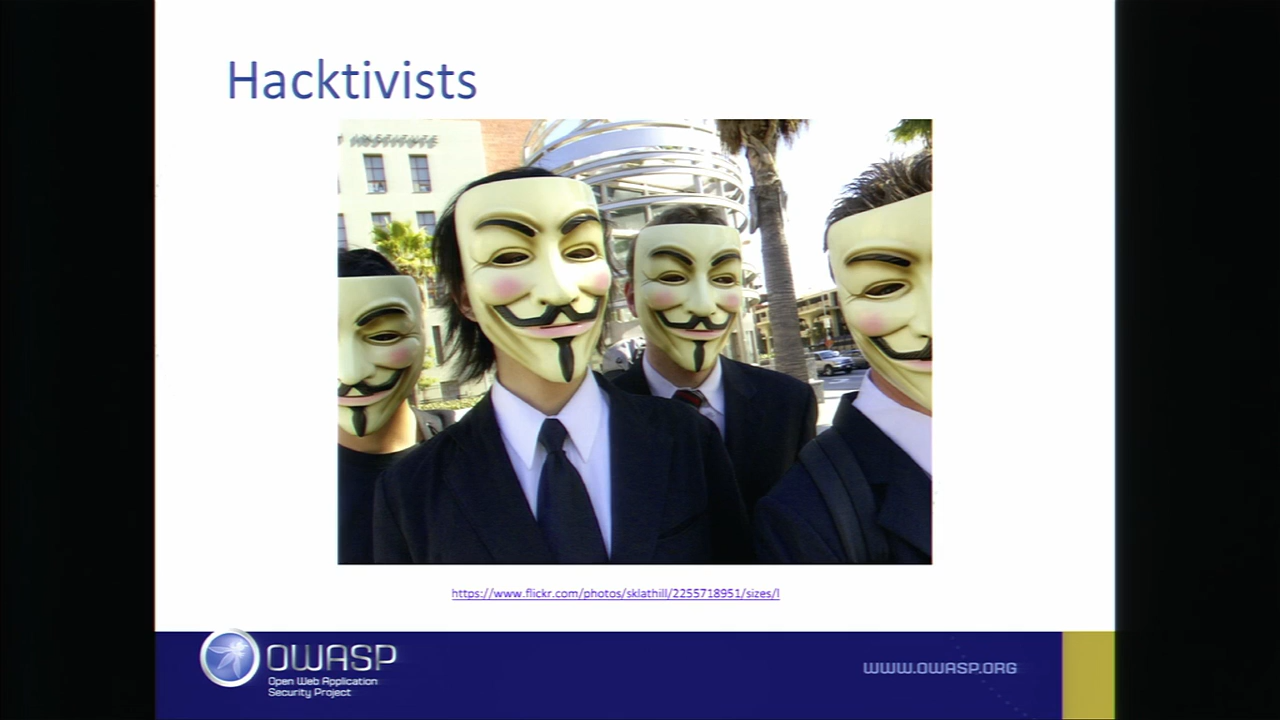 Hacktivists
INSTITUTE
https://www.flickr.com/photos/sklathill/2255718951/sizes/l
OWASP
Open Web Application
Security Project
WWW.OWASP.ORG